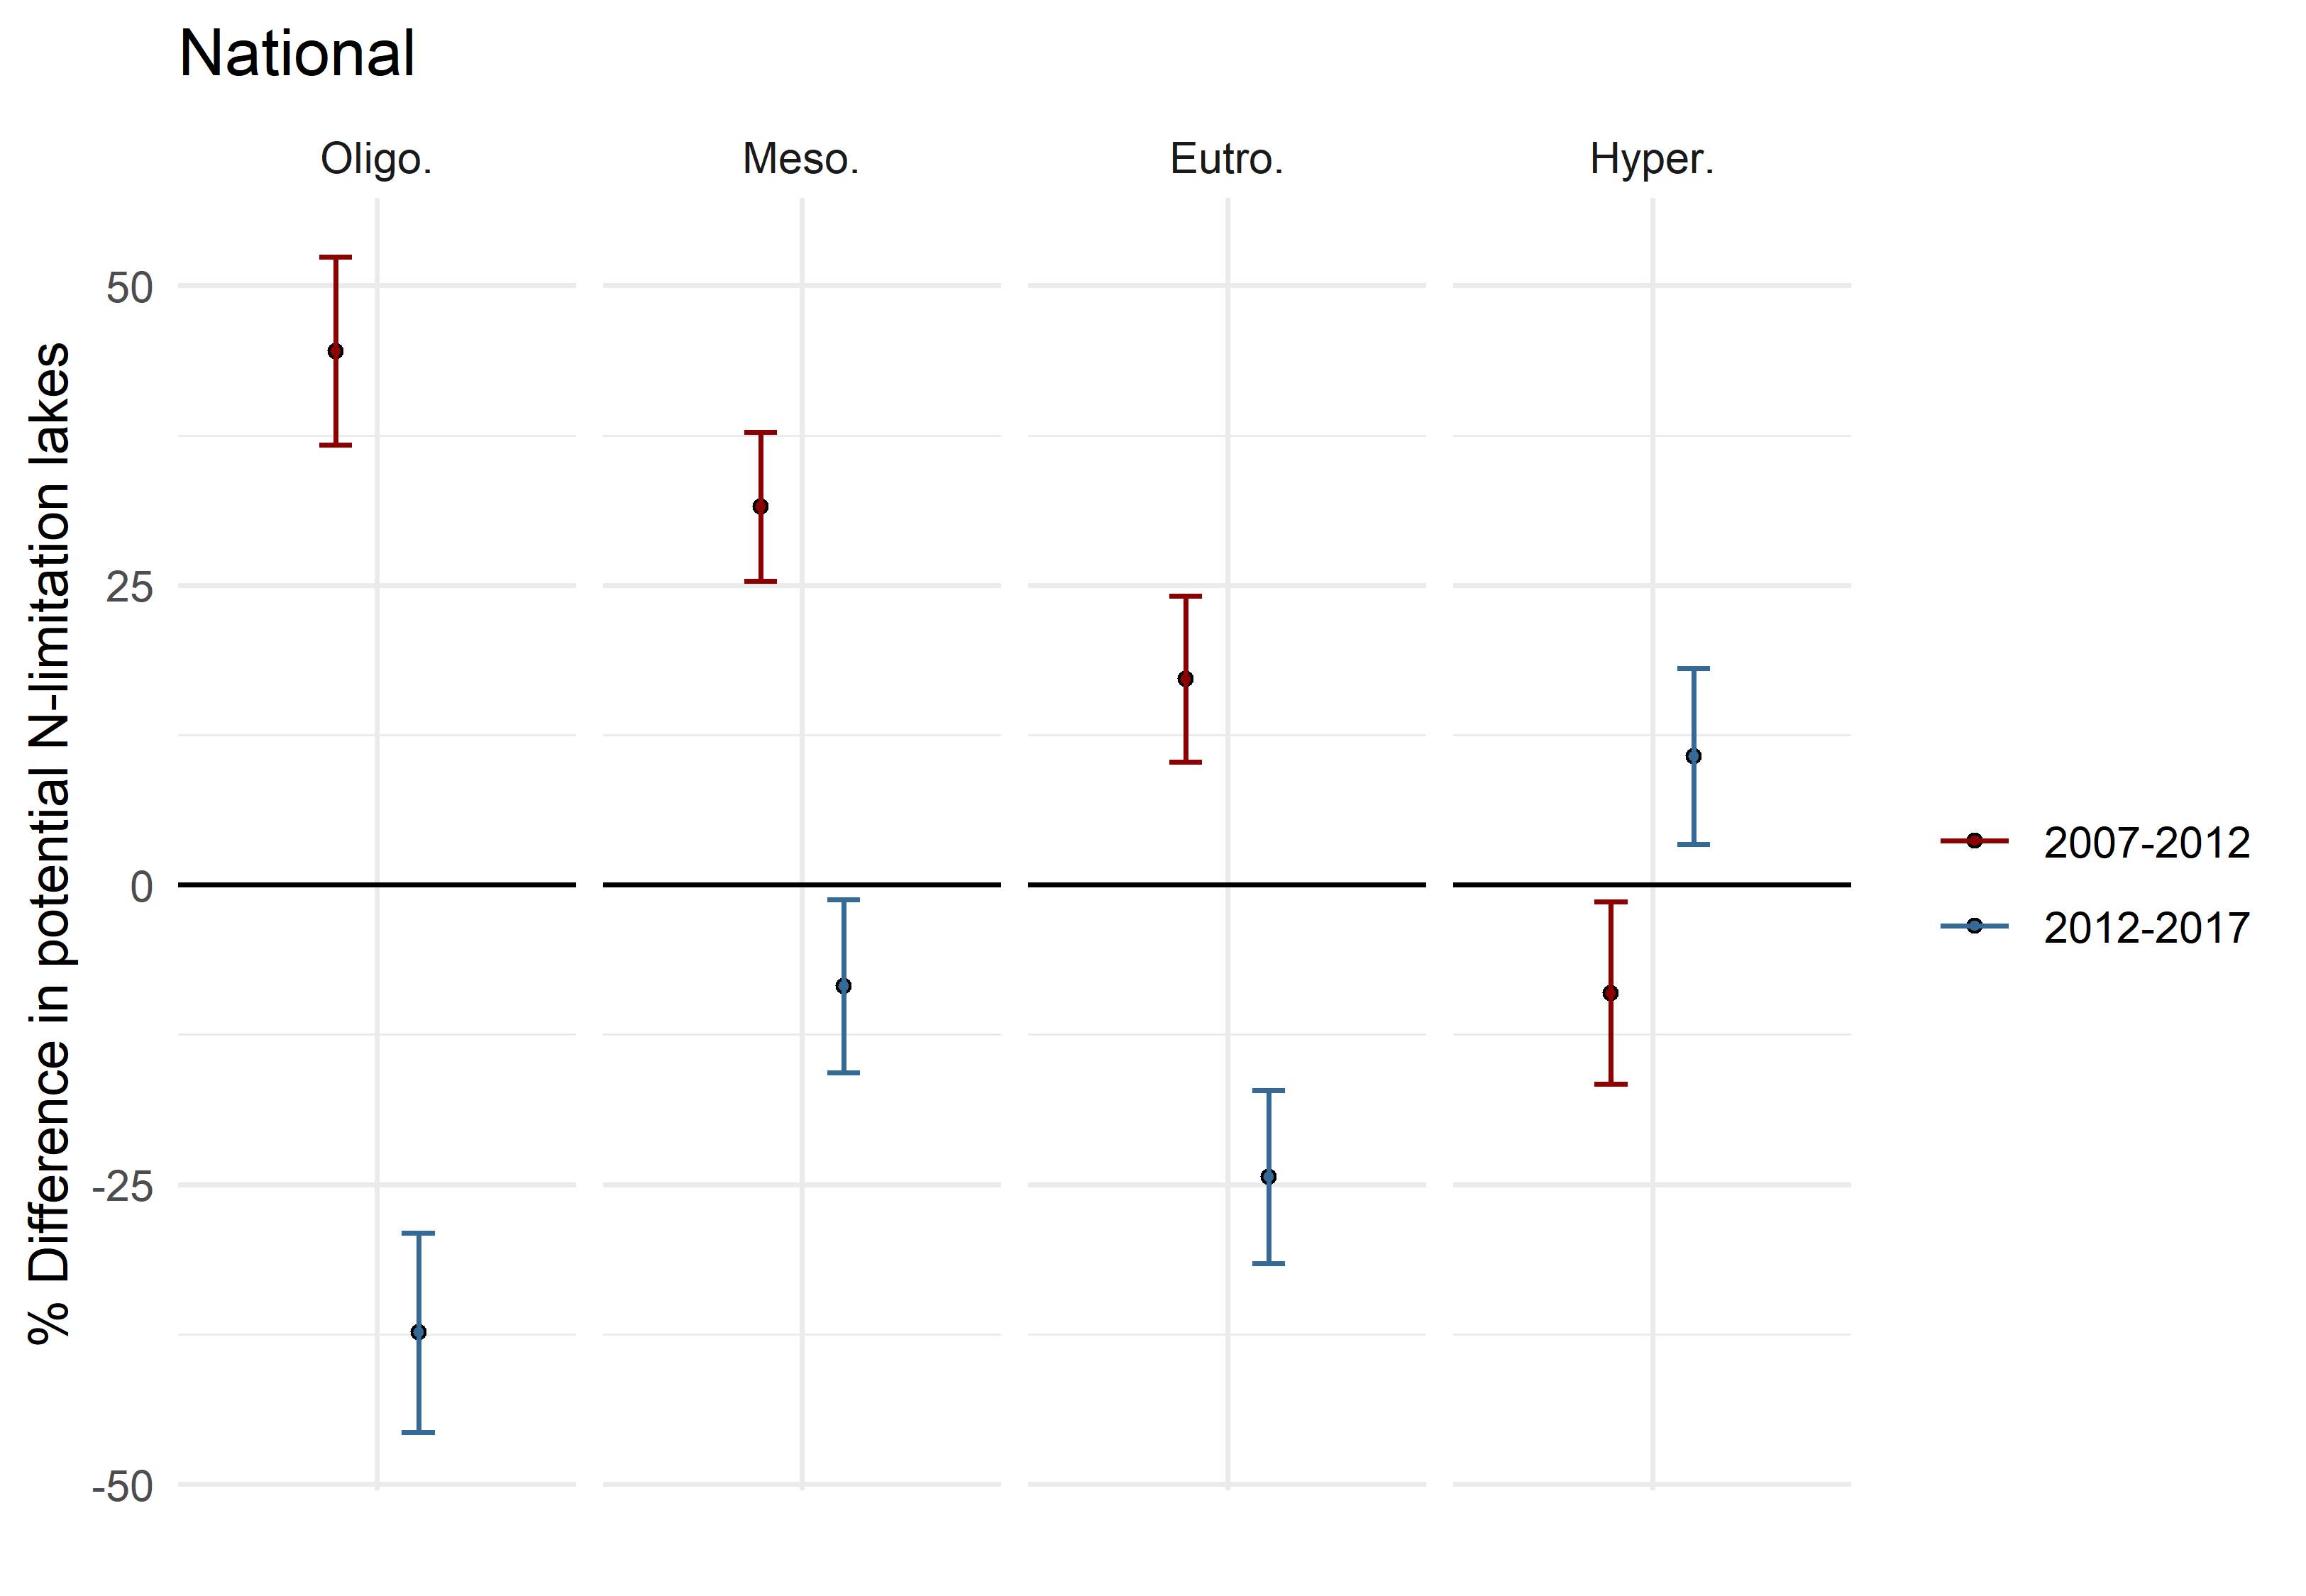 National
Oligo.
Meso.
Eutro.
Hyper.
% Difference in potential N-limitation lakes
50
25
0
-25
-50
2007-2012
2012-2017